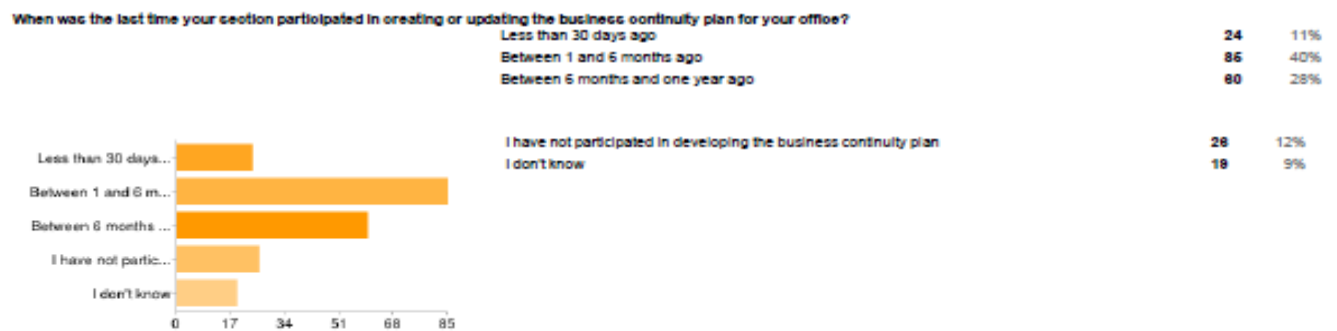 When was the last time your section participated in creating or updating the business continuity plan for your office?
Less than 30 days ago 24 11%
Between 1 and 6 months ago 85 40%
Between 6 months and one year ago 60 28%
I have not participated in developing the business continuity plan 26 12%
I don't know 19 9%
Less than 30 days...
Between 1 and 6 m...
Between 6 months ...
I have not partic...
I don't know
0 17 34 51 68 85